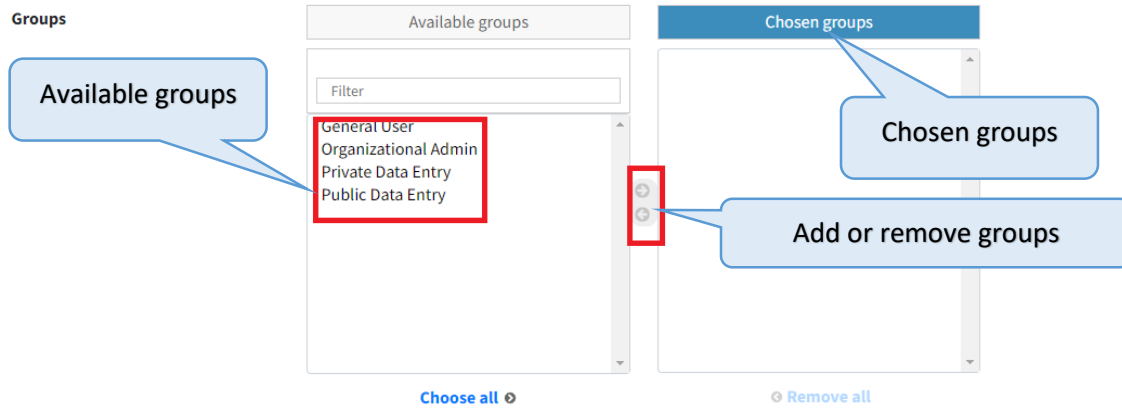 Groups
Available groups
Chosen groups
Available groups
Filter
General User
Organizational Admin
Private Data Entry
Public Data Entry
Chosen groups
Add or remove groups
Choose all
Remove all